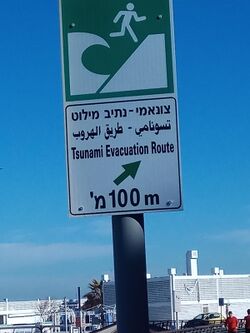 צונאמי-נתיב מילוט
تسونامي - طريق الهروب
Tsunami Evacuation Route
100 m מ'